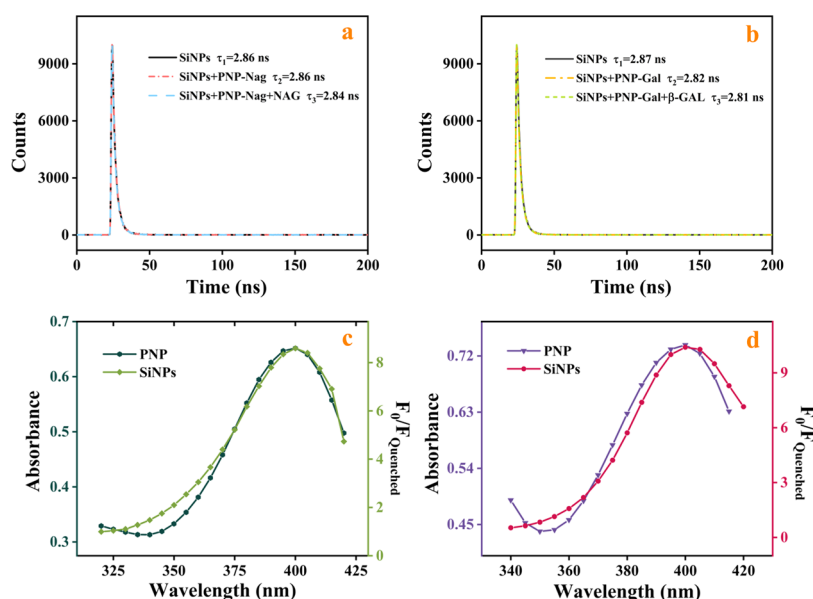 a
SiNPs τ1=2.86 ns
SiNPs+PNP-Nag τ2=2.86 ns
SiNPs+PNP-Nag+NAG τ3=2.84 ns
Counts
9000
6000
3000
0
0 50 100 150 200
Time (ns)
b
SiNPs τ1=2.87 ns
SiNPs+PNP-Gal τ2=2.82 ns
SiNPs+PNP-Gal+β-GAL τ3=2.81 ns
Counts
9000
6000
3000
0
0 50 100 150 200
Time (ns)
c
PNP
SiNPs
Absorbance
0.7
0.6
0.5
0.4
0.3
F0/FQuenched
8
6
4
2
0
325 350 375 400 425
Wavelength (nm)
d
PNP
SiNPs
Absorbance
0.72
0.63
0.54
0.45
F0/FQuenched
9
6
3
0
340 360 380 400 420
Wavelength (nm)